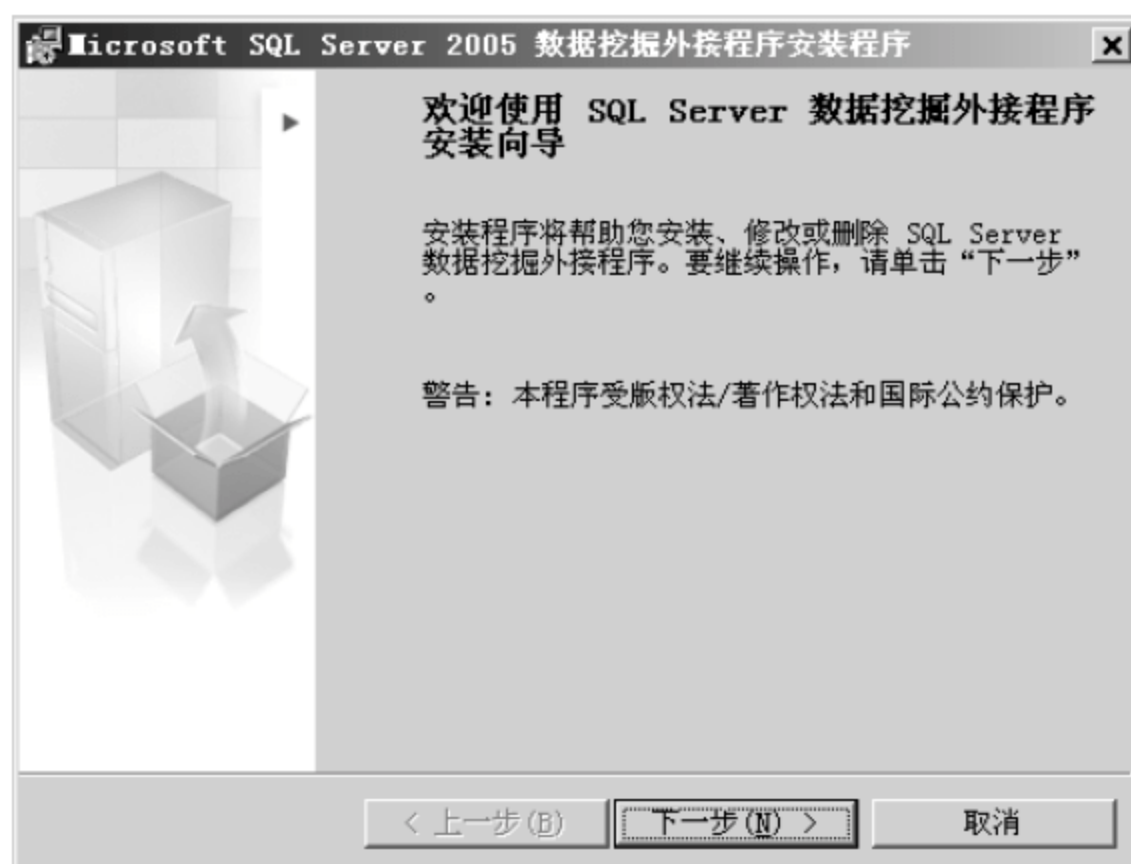 Microsoft SQL Server 2005 数据挖掘外接程序安装程序
欢迎使用 SQL Server 数据挖掘外接程序
安装向导
安装程序将帮助您安装、修改或删除 SQL Server
数据挖掘外接程序。要继续操作，请单击“下一步”
。
警告：本程序受版权法/著作权法和国际公约保护。
< 上一步(B)
下一步(N) >
取消